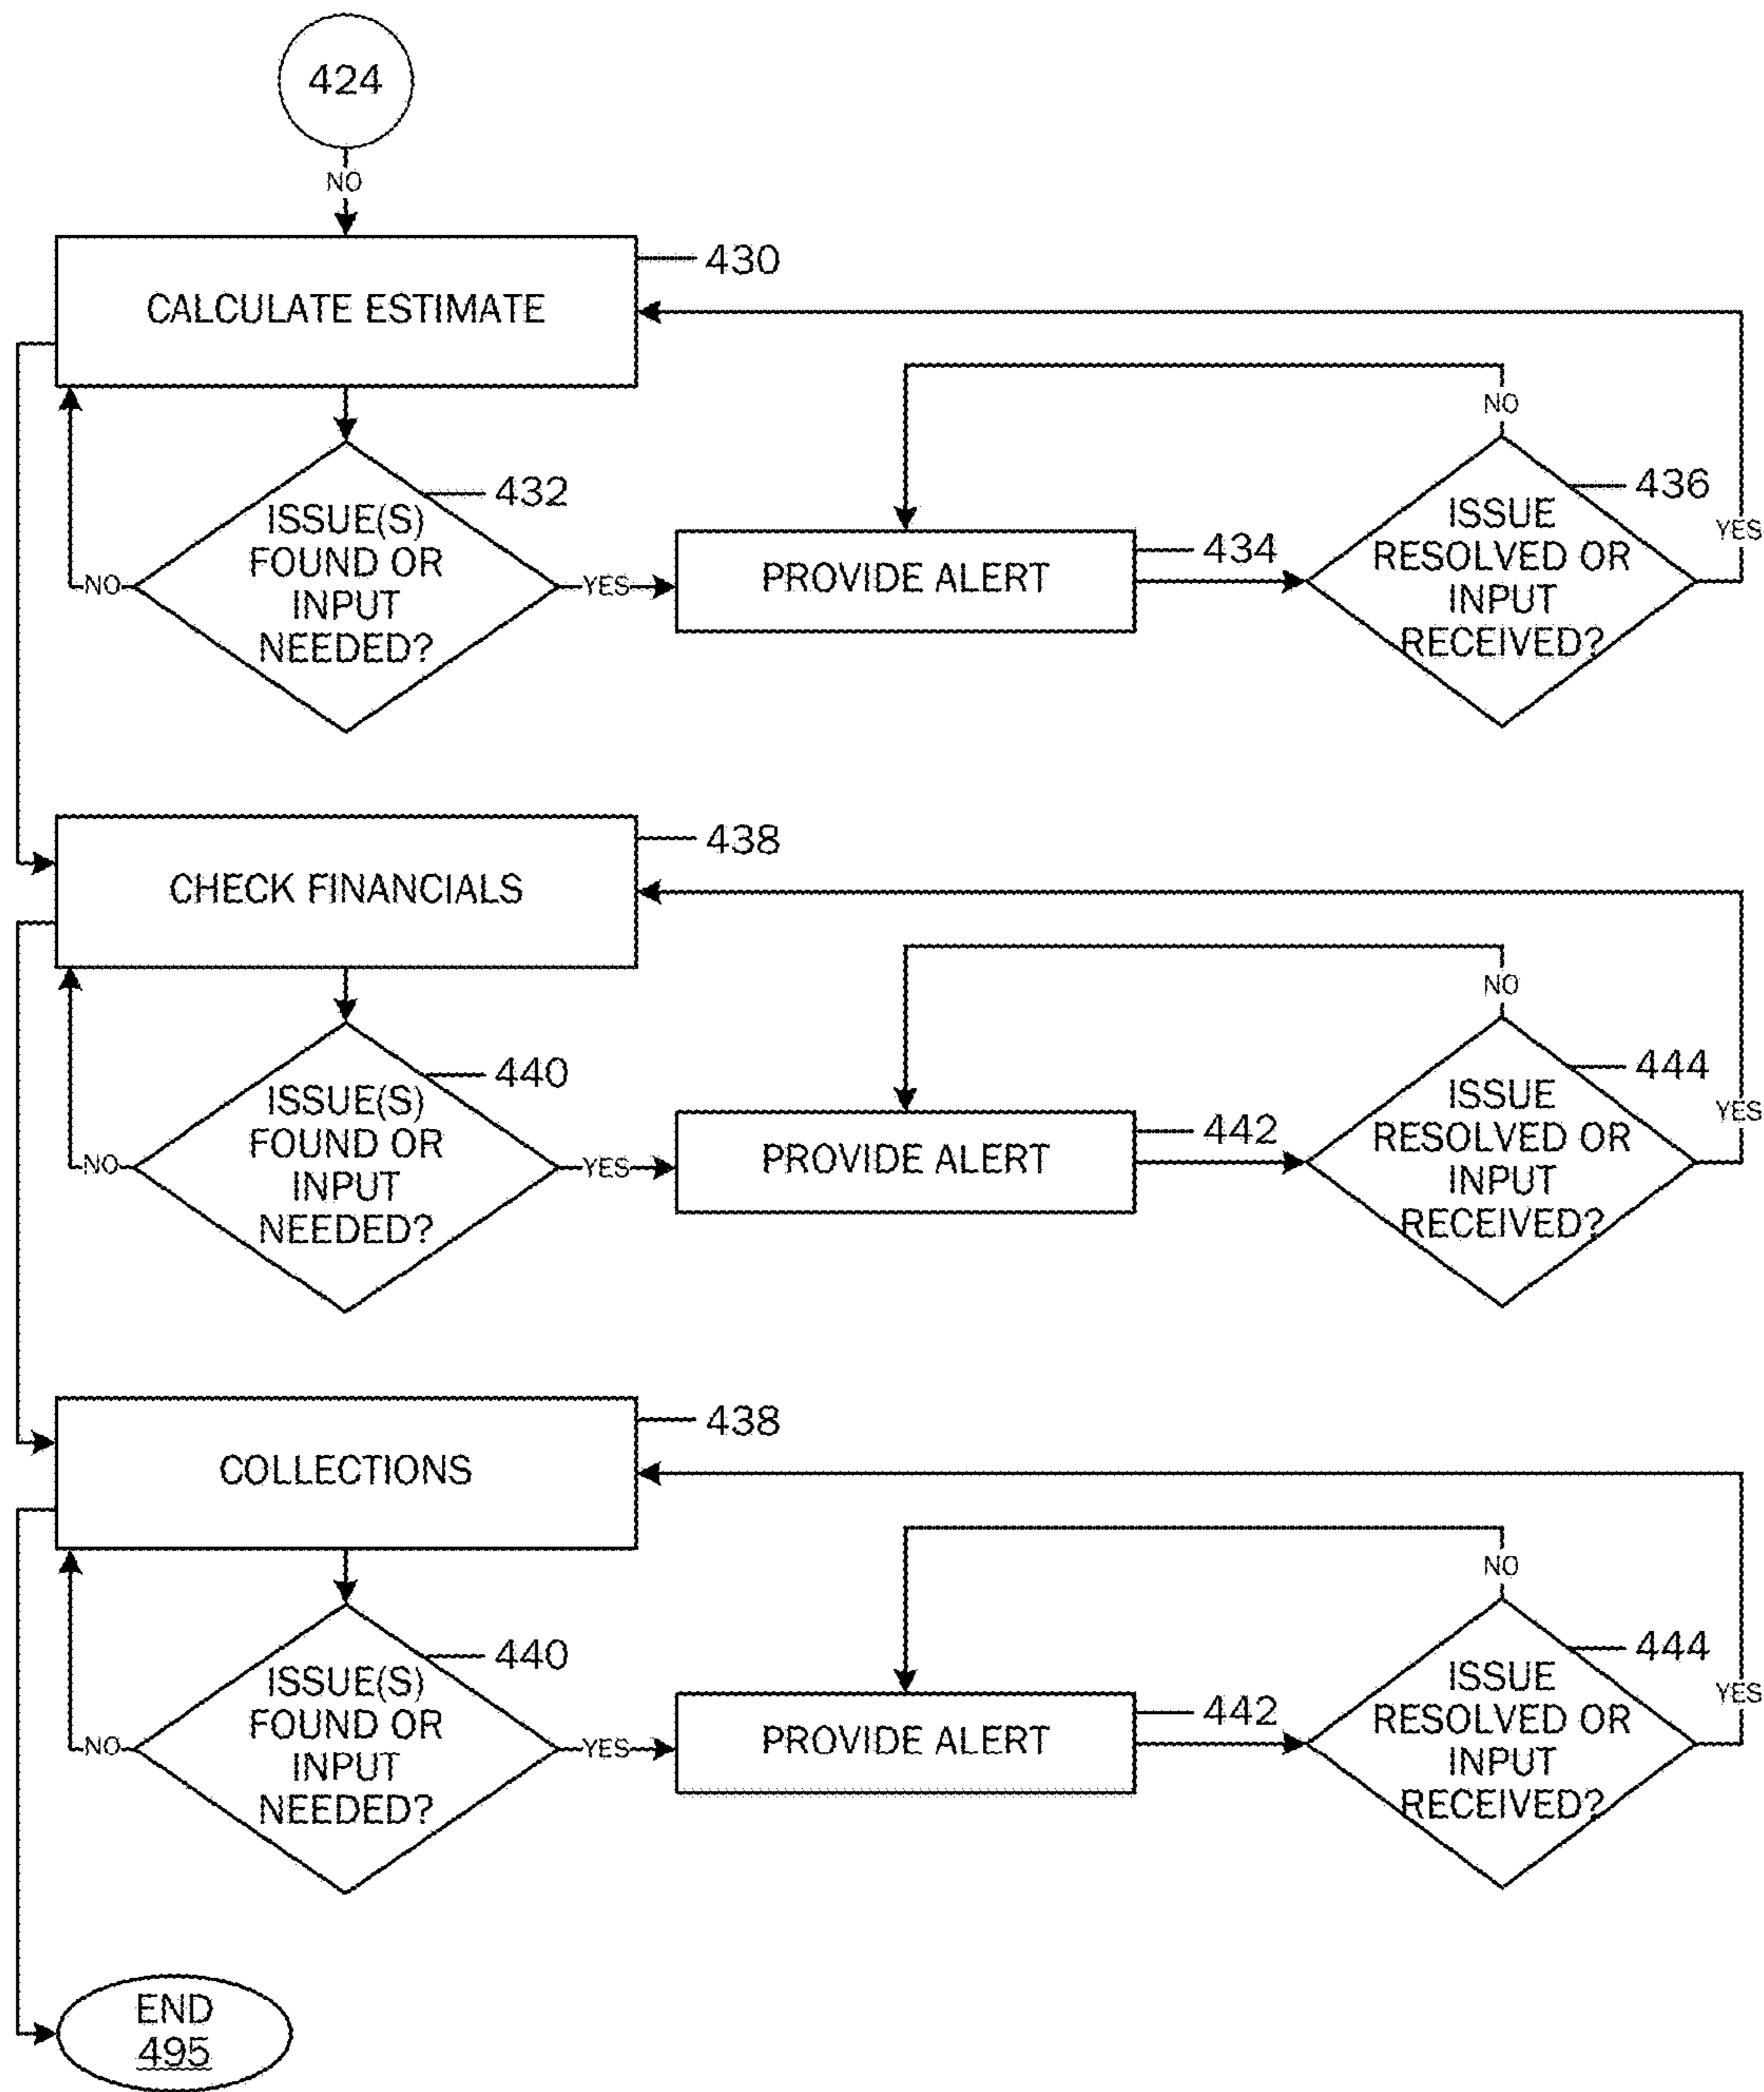 424
NO
430
CALCULATE ESTIMATE
NO
432
ISSUE(S)
FOUND OR
INPUT
NEEDED?
NO
YES
434
PROVIDE ALERT
436
ISSUE
RESOLVED OR
INPUT
RECEIVED?
YES
438
CHECK FINANCIALS
NO
440
ISSUE(S)
FOUND OR
INPUT
NEEDED?
NO
YES
442
PROVIDE ALERT
444
ISSUE
RESOLVED OR
INPUT
RECEIVED?
YES
438
COLLECTIONS
NO
440
ISSUE(S)
FOUND OR
INPUT
NEEDED?
NO
YES
442
PROVIDE ALERT
444
ISSUE
RESOLVED OR
INPUT
RECEIVED?
YES
END
495